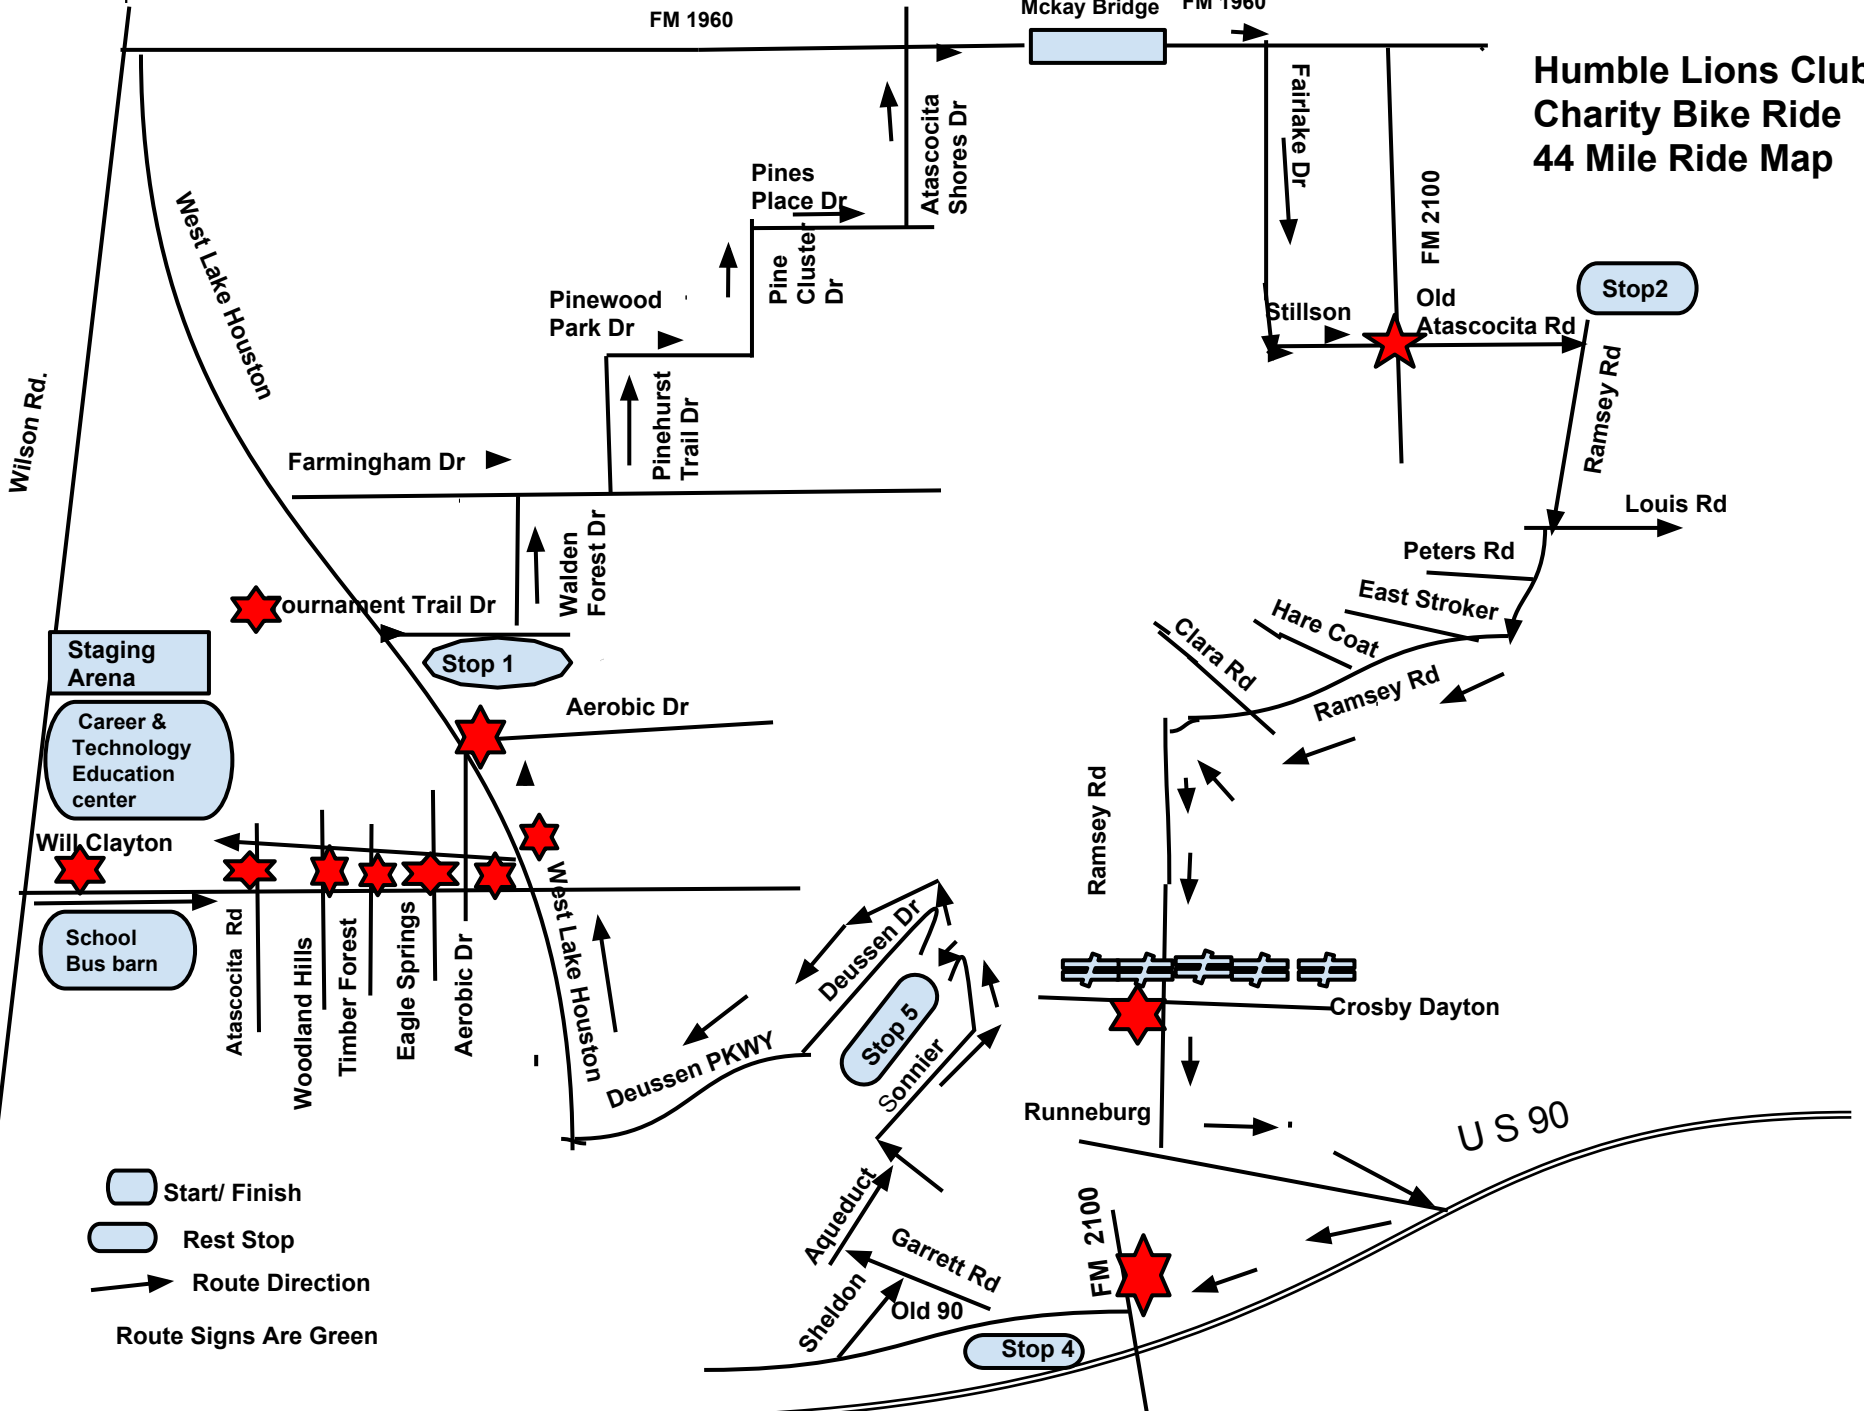 FM 1960
Mckay Bridge
FM 1960
Humble Lions Club
Charity Bike Ride
44 Mile Ride Map
Fairlake Dr
Atascocita
Shores Dr
Pines
Place Dr
FM 2100
West Lake Houston
Pine
Cluster
Dr
Pinewood
Park Dr
Stop2
Stillson
Old
Atascocita Rd
Ramsey Rd
Wilson Rd.
Pinehurst
Trail Dr
Farmingham Dr
Louis Rd
Walden
Forest Dr
Peters Rd
East Stroker
Hare Coat
Clara Rd
ournament Trail Dr
Staging
Arena
Stop 1
Ramsey Rd
Aerobic Dr
Career &
Technology
Education
center
Ramsey Rd
Will Clayton
West Lake Houston
School
Bus barn
Atascocita Rd
Woodland Hills
Timber Forest
Eagle Springs
Aerobic Dr
Deussen Dr
Stop 5
Crosby Dayton
Deussen PKWY
Sonnier
Runneburg
U S 90
Start/ Finish
Rest Stop
Route Direction
Route Signs Are Green
Aqueduct
Garrett Rd
FM 2100
Sheldon
Old 90
Stop 4